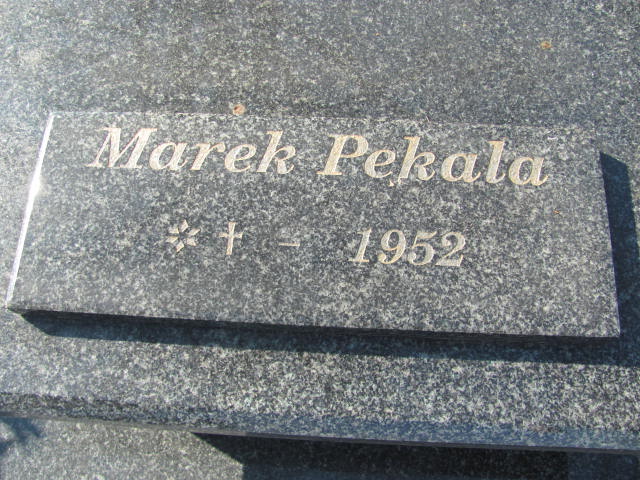 Marek Pękala
* † - 1952